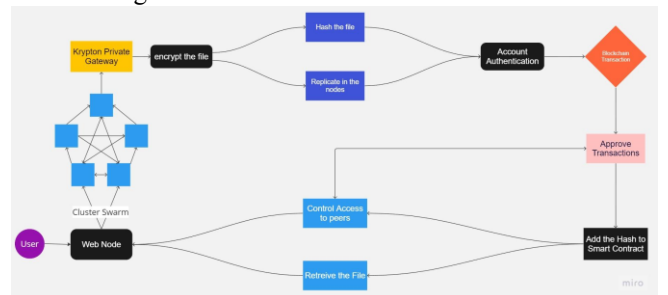 Hash the file
Krypton Private
Gateway
encrypt the file
Account
Authentication
Blockchain
Transaction
Replicate in the
nodes
Approve
Transactions
Cluster Swarm
Control Access
to peers
User
Web Node
Add the Hash to
Smart Contract
Retreive the File
miro